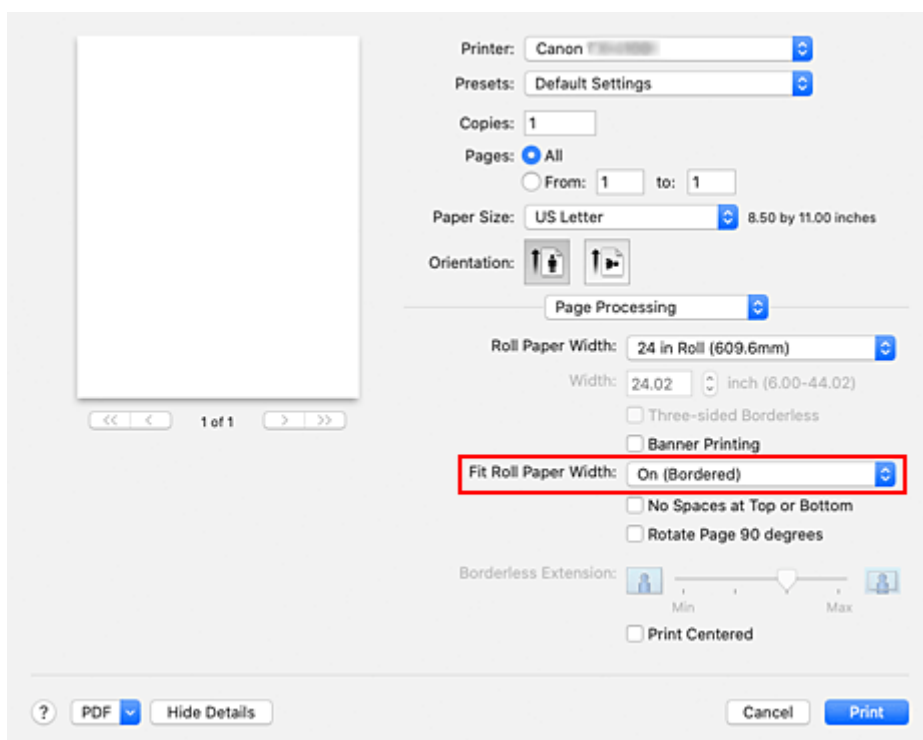 Printer: Canon
Presets: Default Settings
Copies: 1
Pages: All
From: 1 to: 1
Paper Size: US Letter 8.50 by 11.00 inches
Orientation:
Page Processing
Roll Paper Width: 24 in Roll (609.6mm)
Width: 24.02 inch (6.00-44.02)
Three-sided Borderless
Banner Printing
Fit Roll Paper Width: On (Bordered)
No Spaces at Top or Bottom
Rotate Page 90 degrees
Borderless Extension:
Min Max
Print Centered
<< < 1 of 1 > >>
? PDF Hide Details Cancel Print